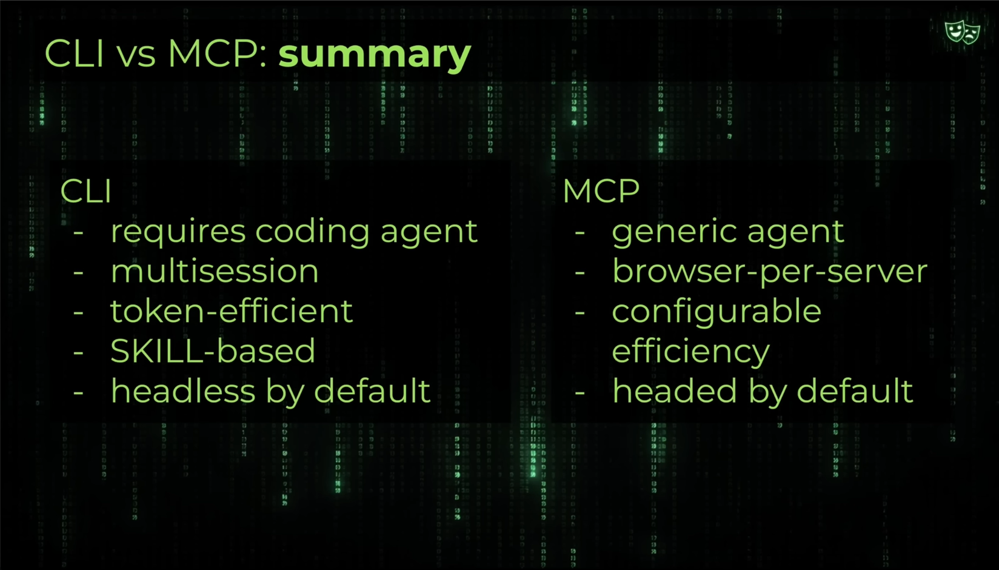 CLI vs MCP: summary
CLI
- requires coding agent
- multisession
- token-efficient
- SKILL-based
- headless by default
MCP
- generic agent
- browser-per-server
- configurable
efficiency
- headed by default